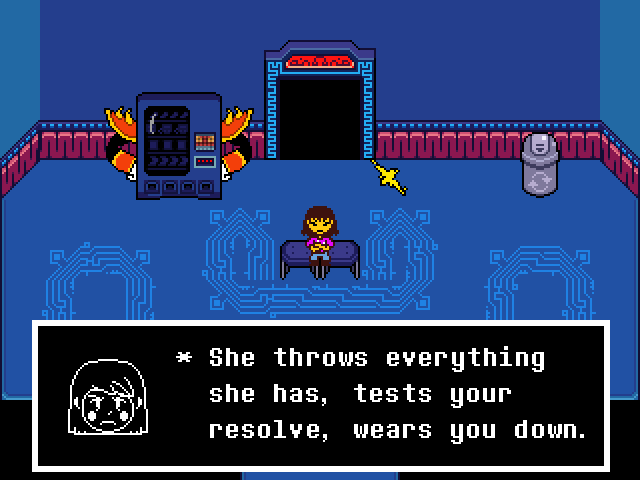 * She throws everything
she has, tests your
resolve, wears you down.